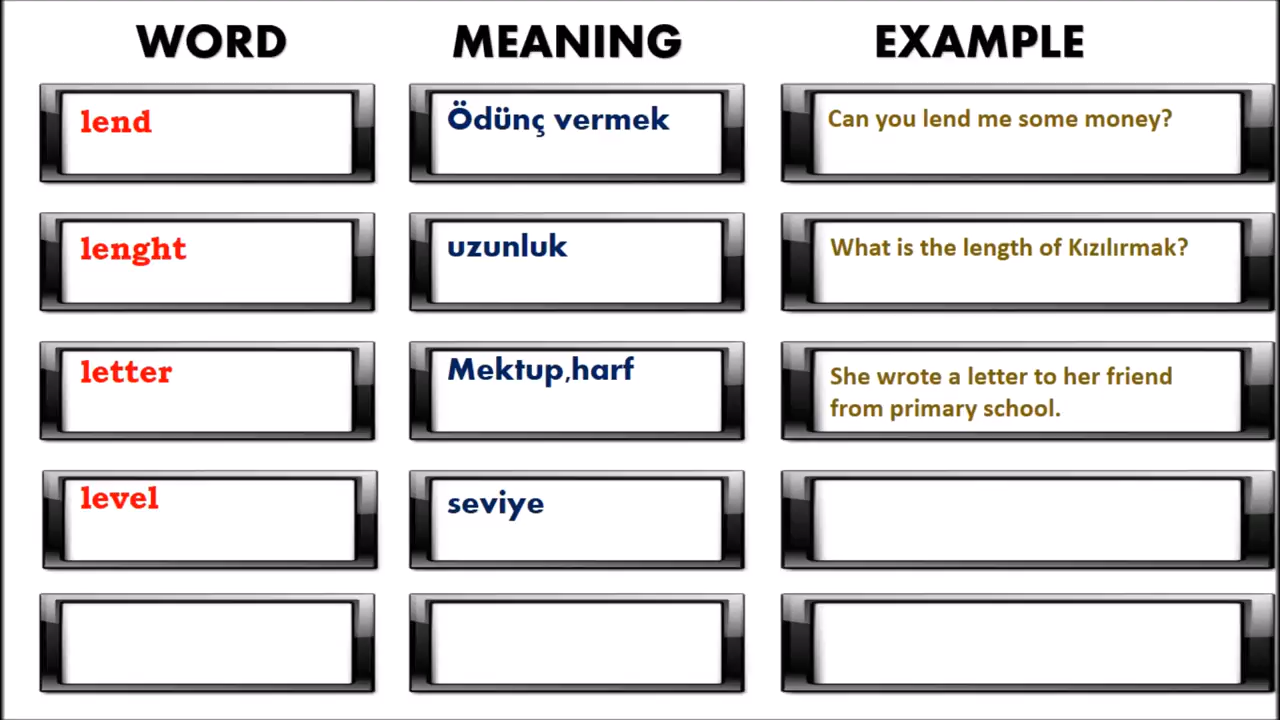 WORD MEANING EXAMPLE
lend Ödünç vermek Can you lend me some money?
lenght uzunluk What is the length of Kızılırmak?
letter Mektup,harf She wrote a letter to her friend
from primary school.
level seviye